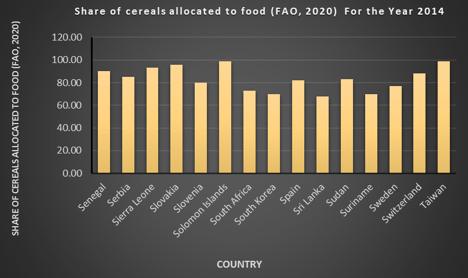 Share of cereals allocated to food (FAO, 2020)  For the Year 2014
SHARE OF CEREALS ALLOCATED TO FOOD (FAO, 2020)
120.00
100.00
80.00
60.00
40.00
20.00
0.00
Senegal
Serbia
Sierra Leone
Slovakia
Slovenia
Solomon Islands
South Africa
South Korea
Spain
Sri Lanka
Sudan
Suriname
Sweden
Switzerland
Taiwan
COUNTRY